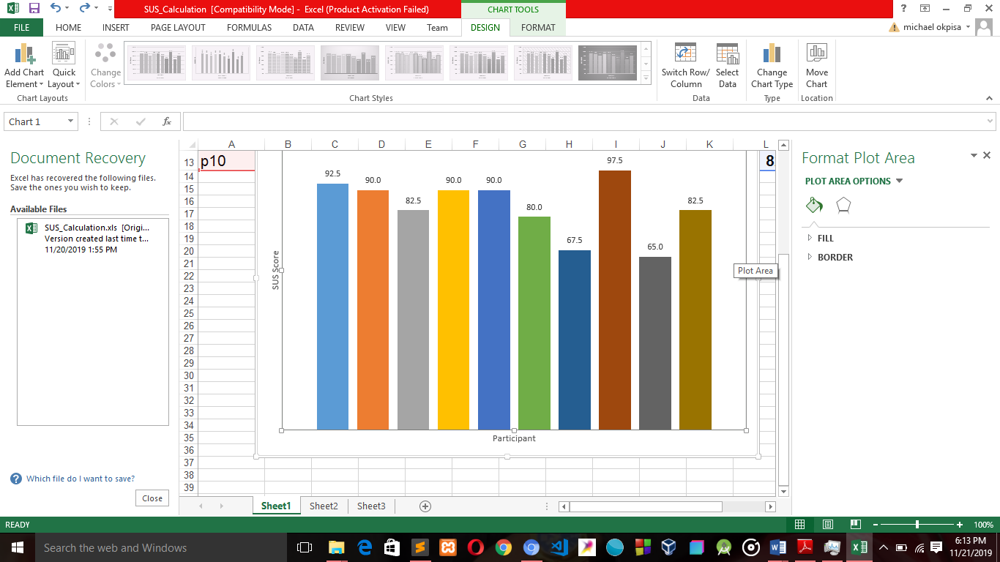 SUS_Calculation [Compatibility Mode] - Excel (Product Activation Failed)
CHART TOOLS
?
FILE HOME INSERT PAGE LAYOUT FORMULAS DATA REVIEW VIEW Team DESIGN FORMAT
michael okpisa
Add Chart
Element
Quick
Layout
Change
Colors
Switch Row/
Column
Select
Data
Change
Chart Type
Move
Chart
Chart Layouts
Chart Styles
Data
Type
Location
Chart 1
fx
Document Recovery
Excel has recovered the following files.
Save the ones you wish to keep.
Available Files
SUS_Calculation.xls [Origi...
Version created last time t...
11/20/2019 1:55 PM
? Which file do I want to save?
Close
A B C D E F G H I J K L
13 p10 8
14
15
16
17
18
19
20
21
22
23
24
25
26
27
28
29
30
31
32
33
34
35
36
37
38
39
92.5 90.0 82.5 90.0 90.0 80.0 67.5 97.5 65.0 82.5
SUS Score
Participant
Plot Area
Format Plot Area
PLOT AREA OPTIONS
FILL
BORDER
Sheet1 Sheet2 Sheet3
READY
100%
Search the web and Windows
6:13 PM
11/21/2019